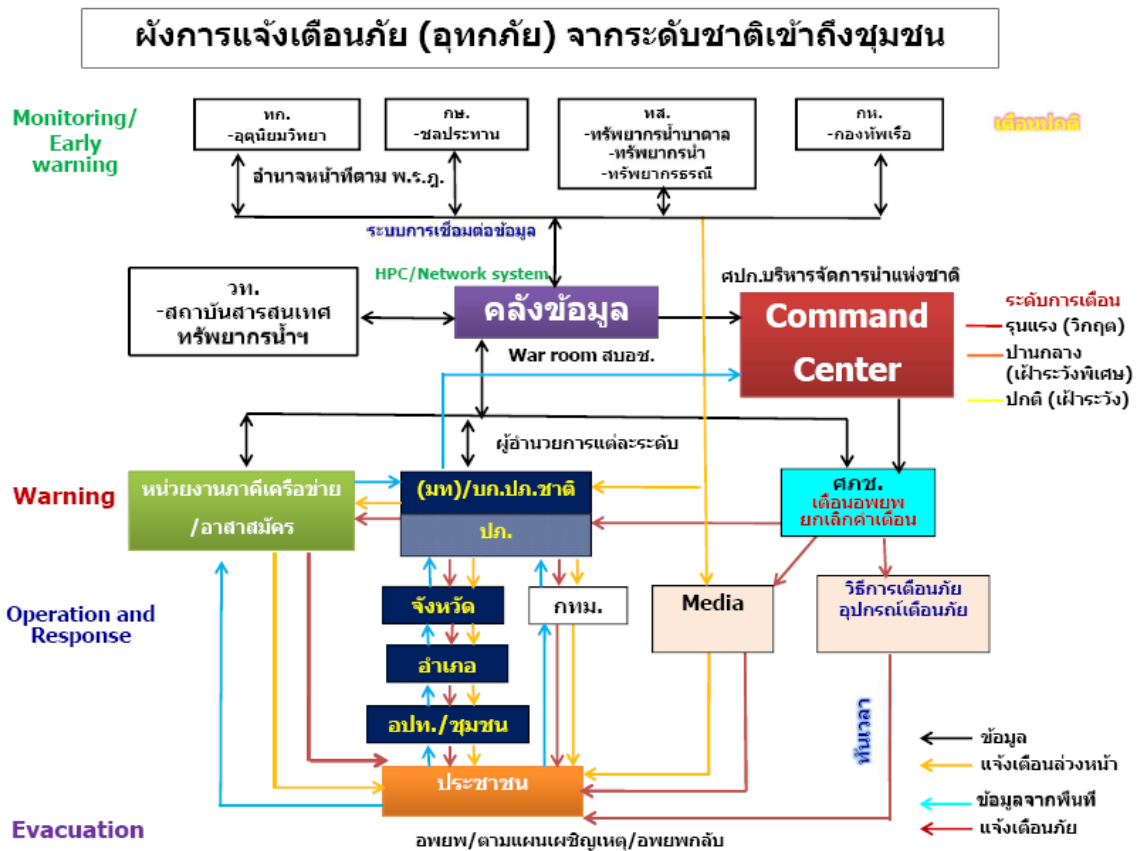 ผังการแจ้งเตือนภัย (อุทกภัย) จากระดับชาติเข้าถึงชุมชน
Monitoring/
Early
warning
ทก.
-อุตุนิยมวิทยา
กษ.
-ชลประทาน
ทส.
-ทรัพยากรน้ำบาดาล
-ทรัพยากรน้ำ
-ทรัพยากรธรณี
กห.
-กองทัพเรือ
เตือนปกติ
อำนาจหน้าที่ตาม พ.ร.ฎ.
ระบบการเชื่อมต่อข้อมูล
HPC/Network system
วท.
-สถาบันสารสนเทศ
ทรัพยากรน้ำฯ
คลังข้อมูล
War room สบอช.
ศปก.บริหารจัดการน้ำแห่งชาติ
Command
Center
ระดับการเตือน
รุนแรง (วิกฤต)
ปานกลาง
(เฝ้าระวังพิเศษ)
ปกติ (เฝ้าระวัง)
ผู้อำนวยการแต่ละระดับ
Warning
หน่วยงานภาคีเครือข่าย
/อาสาสมัคร
(มท)/บก.ปภ.ชาติ
ปภ.
ศภช.
เตือนอพยพ
ยกเลิกคำเตือน
Operation and
Response
จังหวัด
กทม.
Media
วิธีการเตือนภัย
อุปกรณ์เตือนภัย
อำเภอ
อปท./ชุมชน
ทันเวลา
ประชาชน
ข้อมูล
แจ้งเตือนล่วงหน้า
ข้อมูลจากพื้นที่
แจ้งเตือนภัย
Evacuation
อพยพ/ตามแผนเผชิญเหตุ/อพยพกลับ